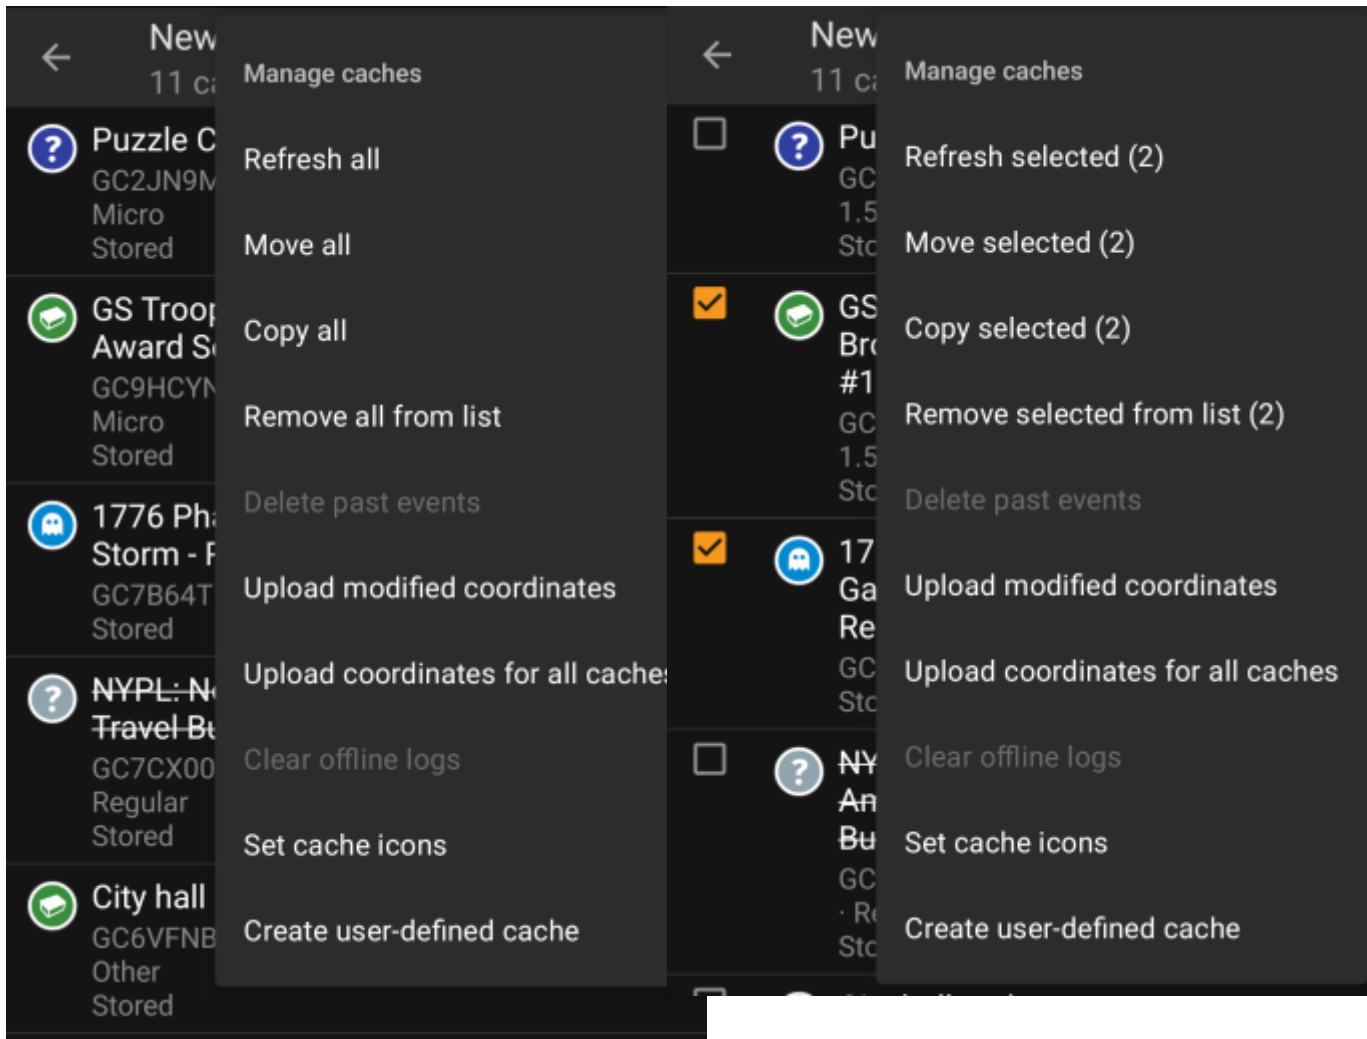 New
11 ca
Manage caches
Refresh all
Move all
Copy all
Remove all from list
Delete past events
Upload modified coordinates
Upload coordinates for all caches
Clear offline logs
Set cache icons
Create user-defined cache
Puzzle C
GC2JN9M
Micro
Stored
GS Troop
Award S
GC9HCYN
Micro
Stored
1776 Pha
Storm - F
GC7B64T
Stored
NYPL: Ne
Travel Bu
GC7CX00
Regular
Stored
City hall
GC6VFNB
Other
Stored
New
11 ca
Manage caches
Refresh selected (2)
Move selected (2)
Copy selected (2)
Remove selected from list (2)
Delete past events
Upload modified coordinates
Upload coordinates for all caches
Clear offline logs
Set cache icons
Create user-defined cache
Pu
GC
1.5
Sto
GS
Bro
#1
GC
1.5
Sto
17
Ga
Re
GC
Sto
NY
Am
Bu
GC
· Re
Sto